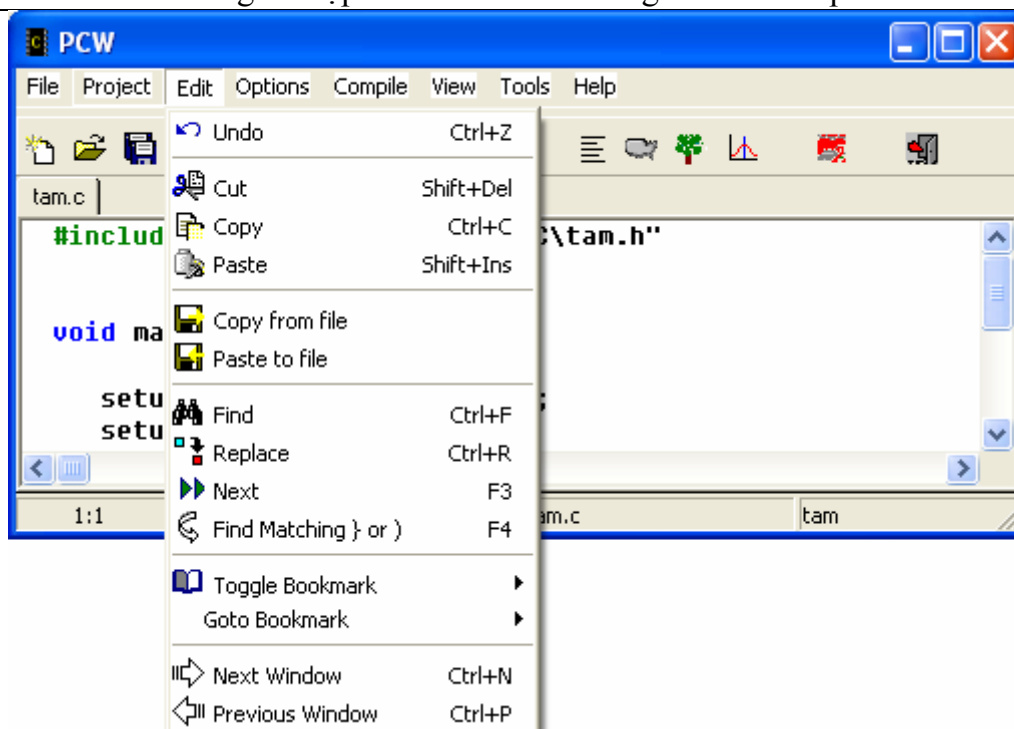 PCW
File Project Edit Options Compile View Tools Help
tam.c
Undo Ctrl+Z
Cut Shift+Del
Copy Ctrl+C
Paste Shift+Ins
Copy from file
Paste to file
Find Ctrl+F
Replace Ctrl+R
Next F3
Find Matching } or ) F4
Toggle Bookmark
Goto Bookmark
Next Window Ctrl+N
Previous Window Ctrl+P
#includ \tam.h"
void ma
setu ;
setu
1:1 am.c tam